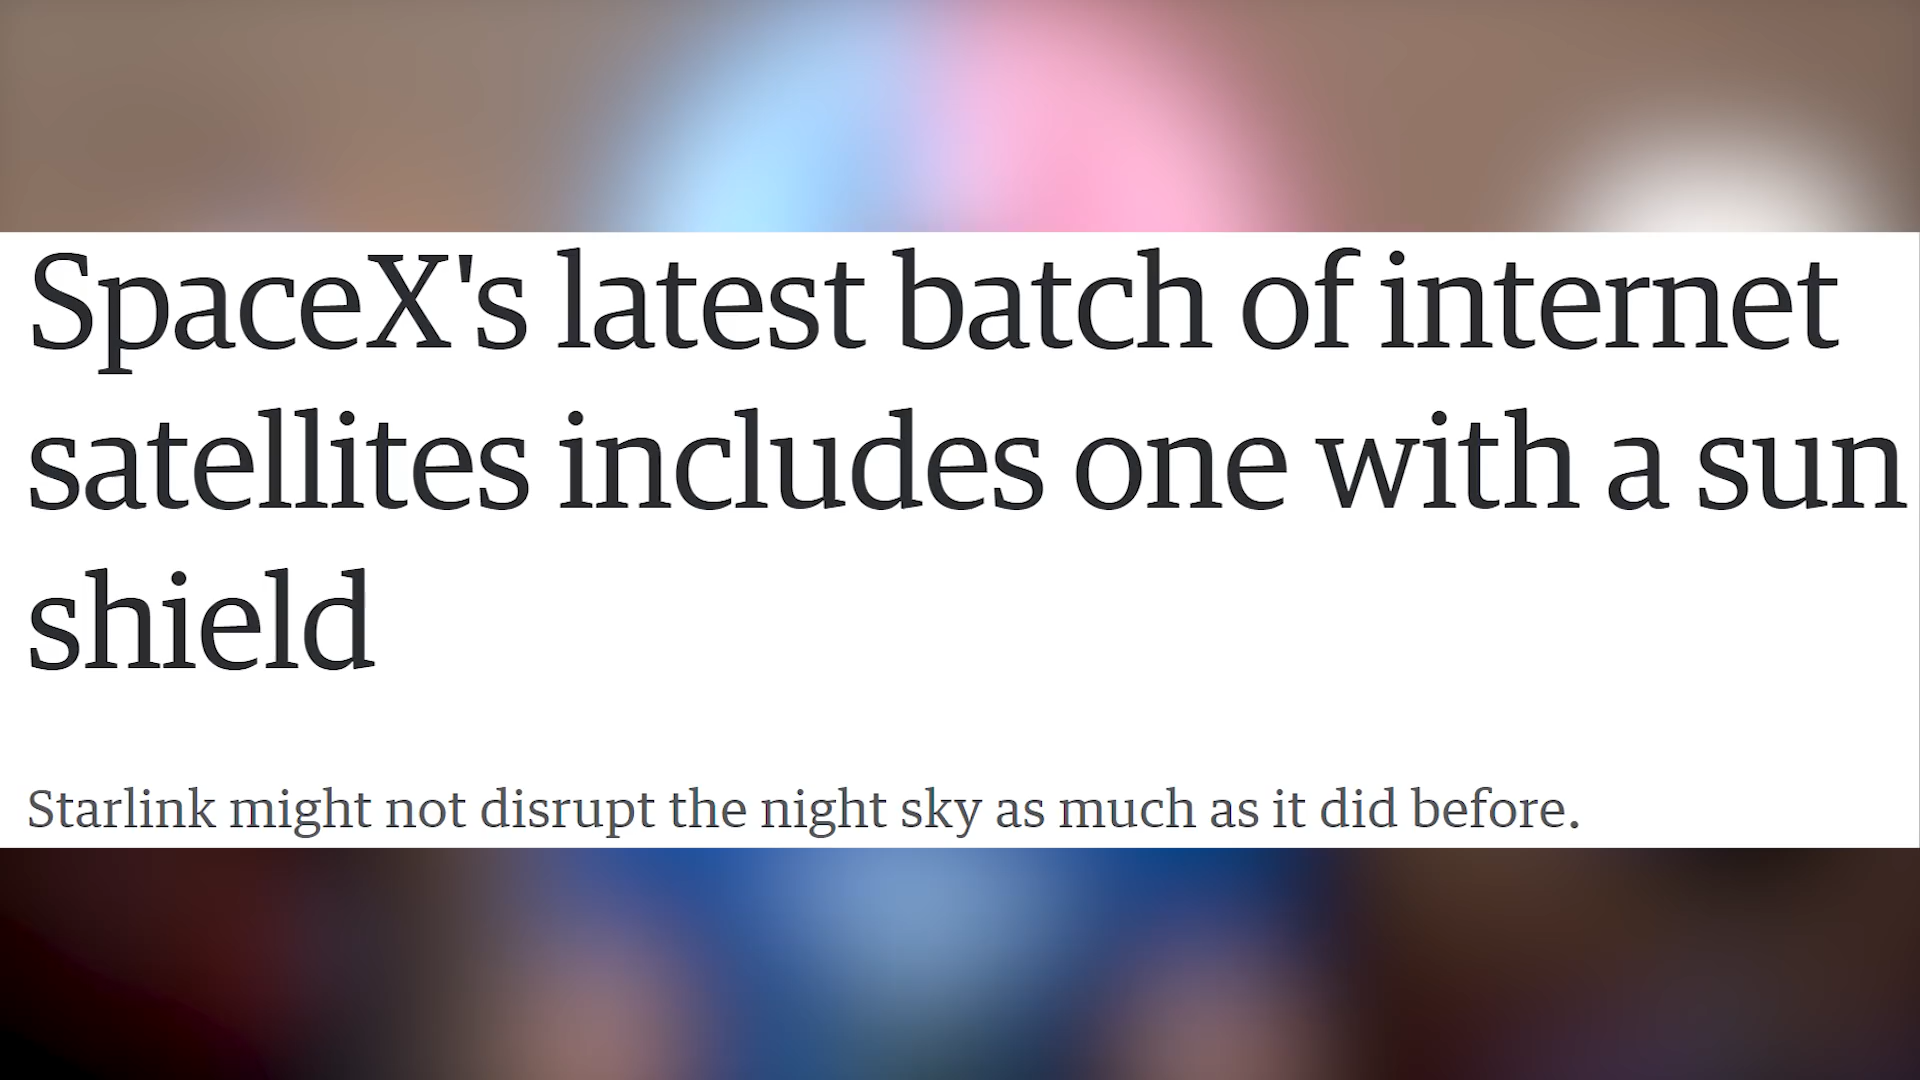 SpaceX's latest batch of internet
satellites includes one with a sun
shield
Starlink might not disrupt the night sky as much as it did before.